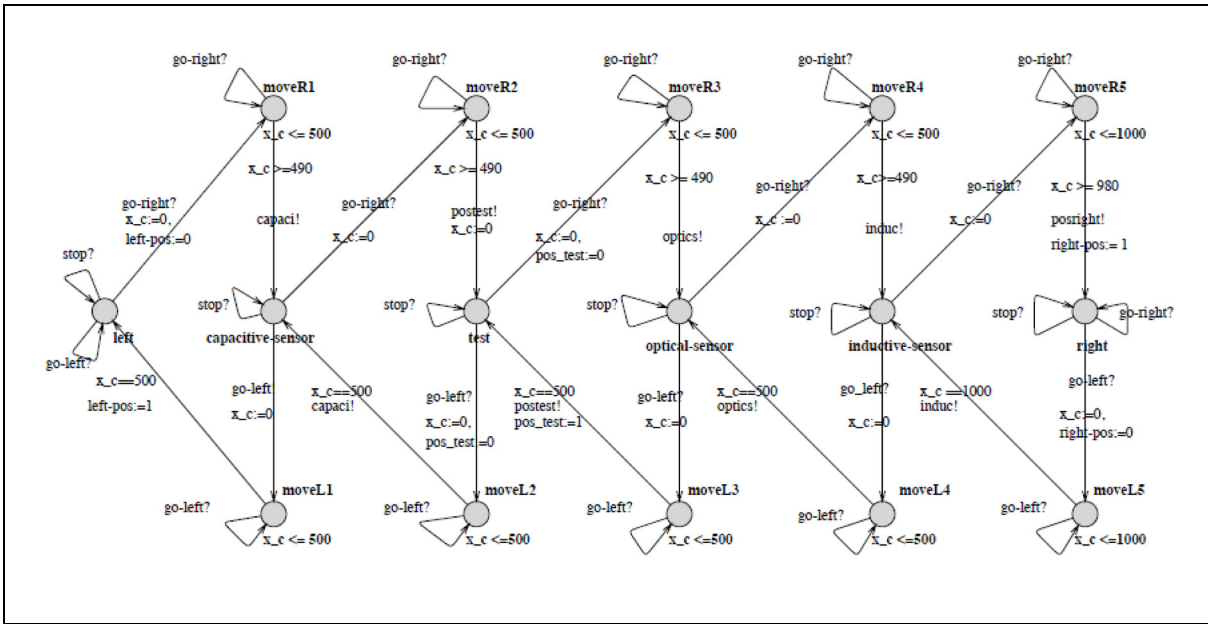 go-right?
go-right?
go-right?
go-right?
go-right?
moveR1
moveR2
moveR3
moveR4
moveR5
x_c <= 500
x_c <= 500
x_c <= 500
x_c <= 500
x_c <=1000
x_c >=490
x_c >= 490
x_c >= 490
x_c >=490
x_c >= 980
go-right?
x_c:=0,
left-pos:=0
capaci!
go-right?
x_c:=0
postest!
x_c:=0
go-right?
x_c:=0,
pos_test:=0
optics!
go-right?
x_c :=0
induc!
go-right?
x_c:=0
posright!
right-pos:= 1
stop?
stop?
stop?
stop?
stop?
stop?
go-right?
left
capacitive-sensor
test
optical-sensor
inductive-sensor
right
go-left?
x_c==500
left-pos:=1
go-left!
x_c:=0
x_c==500
capaci!
go-left?
x_c:=0,
pos_test:=0
x_c==500
postest!
pos_test:=1
go-left?
x_c:=0
x_c==500
optics!
go_left?
x_c:=0
x_c ==1000
induc!
go-left?
x_c:=0,
right-pos:=0
moveL1
moveL2
moveL3
moveL4
moveL5
go-left?
go-left?
go-left?
go-left?
go-left?
x_c <= 500
x_c <=500
x_c <=500
x_c <=500
x_c <=1000